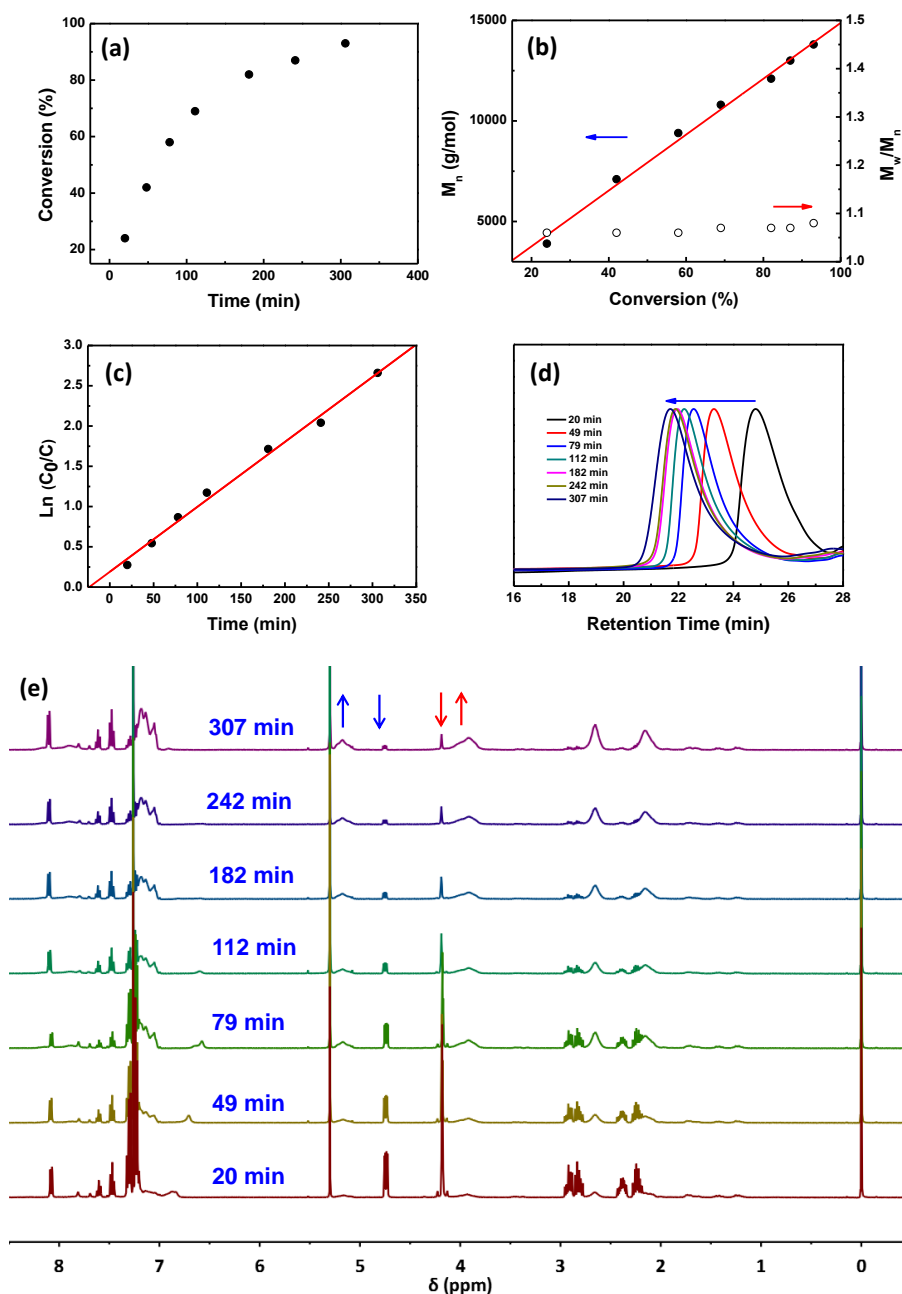 (a)
Conversion (%)
100
80
60
40
20
0 100 200 300 400
Time (min)
(b)
Mn (g/mol)
15000
10000
5000
1.5
1.4
1.3
1.2
1.1
1.0
Mw/Mn
20 40 60 80 100
Conversion (%)
(c)
Ln (C0/C)
3.0
2.5
2.0
1.5
1.0
0.5
0.0
0 50 100 150 200 250 300 350
Time (min)
(d)
20 min
49 min
79 min
112 min
182 min
242 min
307 min
16 18 20 22 24 26 28
Retention Time (min)
(e)
307 min
242 min
182 min
112 min
79 min
49 min
20 min
8 7 6 5 4 3 2 1 0
δ (ppm)